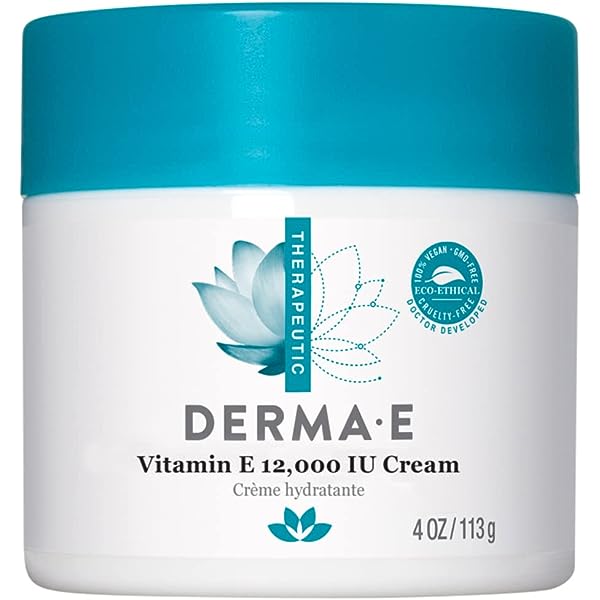 THERAPEUTIC
100% VEGAN • GMO-FREE
ECO-ETHICAL
CRUELTY-FREE
DOCTOR DEVELOPED
DERMA·E
Vitamin E 12,000 IU Cream
Crème hydratante
4 OZ/113g